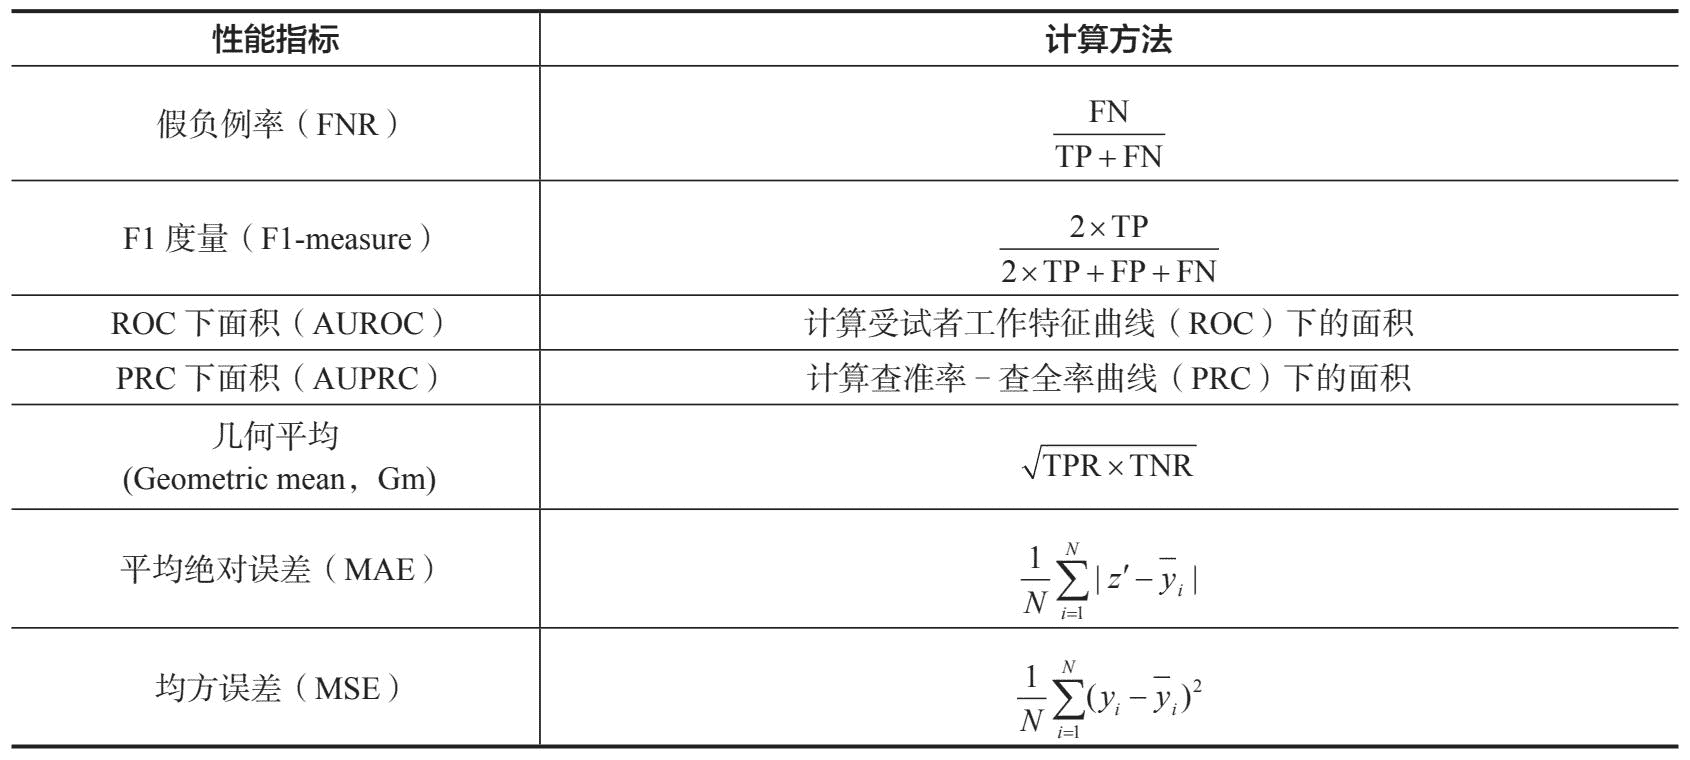 性能指标 计算方法
假负例率（FNR） FN
TP + FN
F1 度量（F1-measure） 2×TP
2×TP + FP + FN
ROC 下面积（AUROC） 计算受试者工作特征曲线（ROC）下的面积
PRC 下面积（AUPRC） 计算查准率 – 查全率曲线（PRC）下的面积
几何平均
(Geometric mean，Gm) √TPR × TNR
平均绝对误差（MAE） 1/N ∑_{i=1}^{N} | z′ − y̅_i |
均方误差（MSE） 1/N ∑_{i=1}^{N} (y_i − y̅_i)²